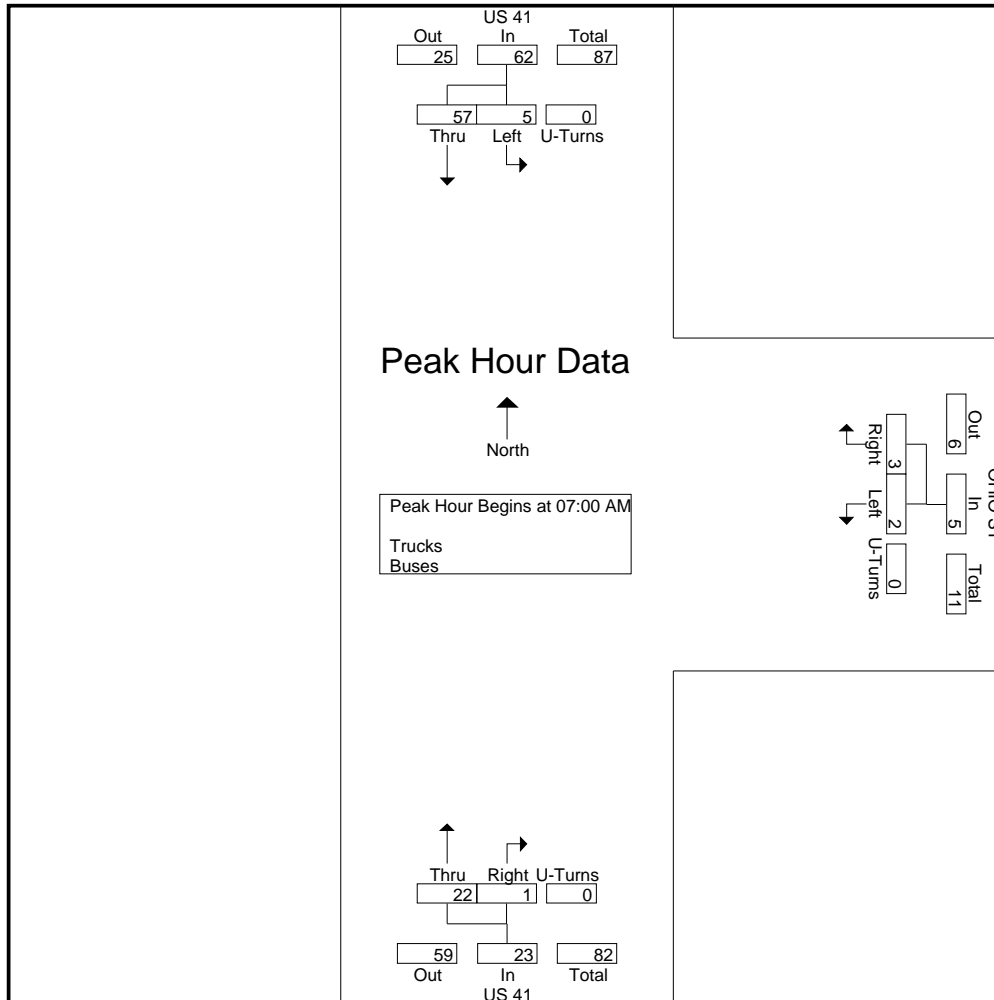 US 41
Out In Total
25 62 87
57 5 0
Thru Left U-Turns
Peak Hour Data
North
Peak Hour Begins at 07:00 AM
Trucks
Buses
Out In Total
6 5 11
3 2 0
Right Left U-Turns
Thru Right U-Turns
22 1 0
59 23 82
Out In Total
US 41